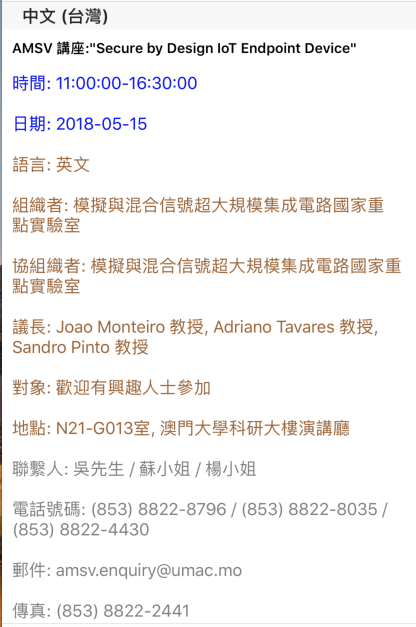 中文 (台灣)
AMSV 講座:"Secure by Design IoT Endpoint Device"
時間: 11:00:00-16:30:00
日期: 2018-05-15
語言: 英文
組織者: 模擬與混合信號超大規模集成電路國家重
點實驗室
協組織者: 模擬與混合信號超大規模集成電路國家重
點實驗室
議長: Joao Monteiro 教授, Adriano Tavares 教授,
Sandro Pinto 教授
對象: 歡迎有興趣人士參加
地點: N21-G013室, 澳門大學科研大樓演講廳
聯繫人: 吳先生 / 蘇小姐 / 楊小姐
電話號碼: (853) 8822-8796 / (853) 8822-8035 /
(853) 8822-4430
郵件: amsv.enquiry@umac.mo
傳真: (853) 8822-2441